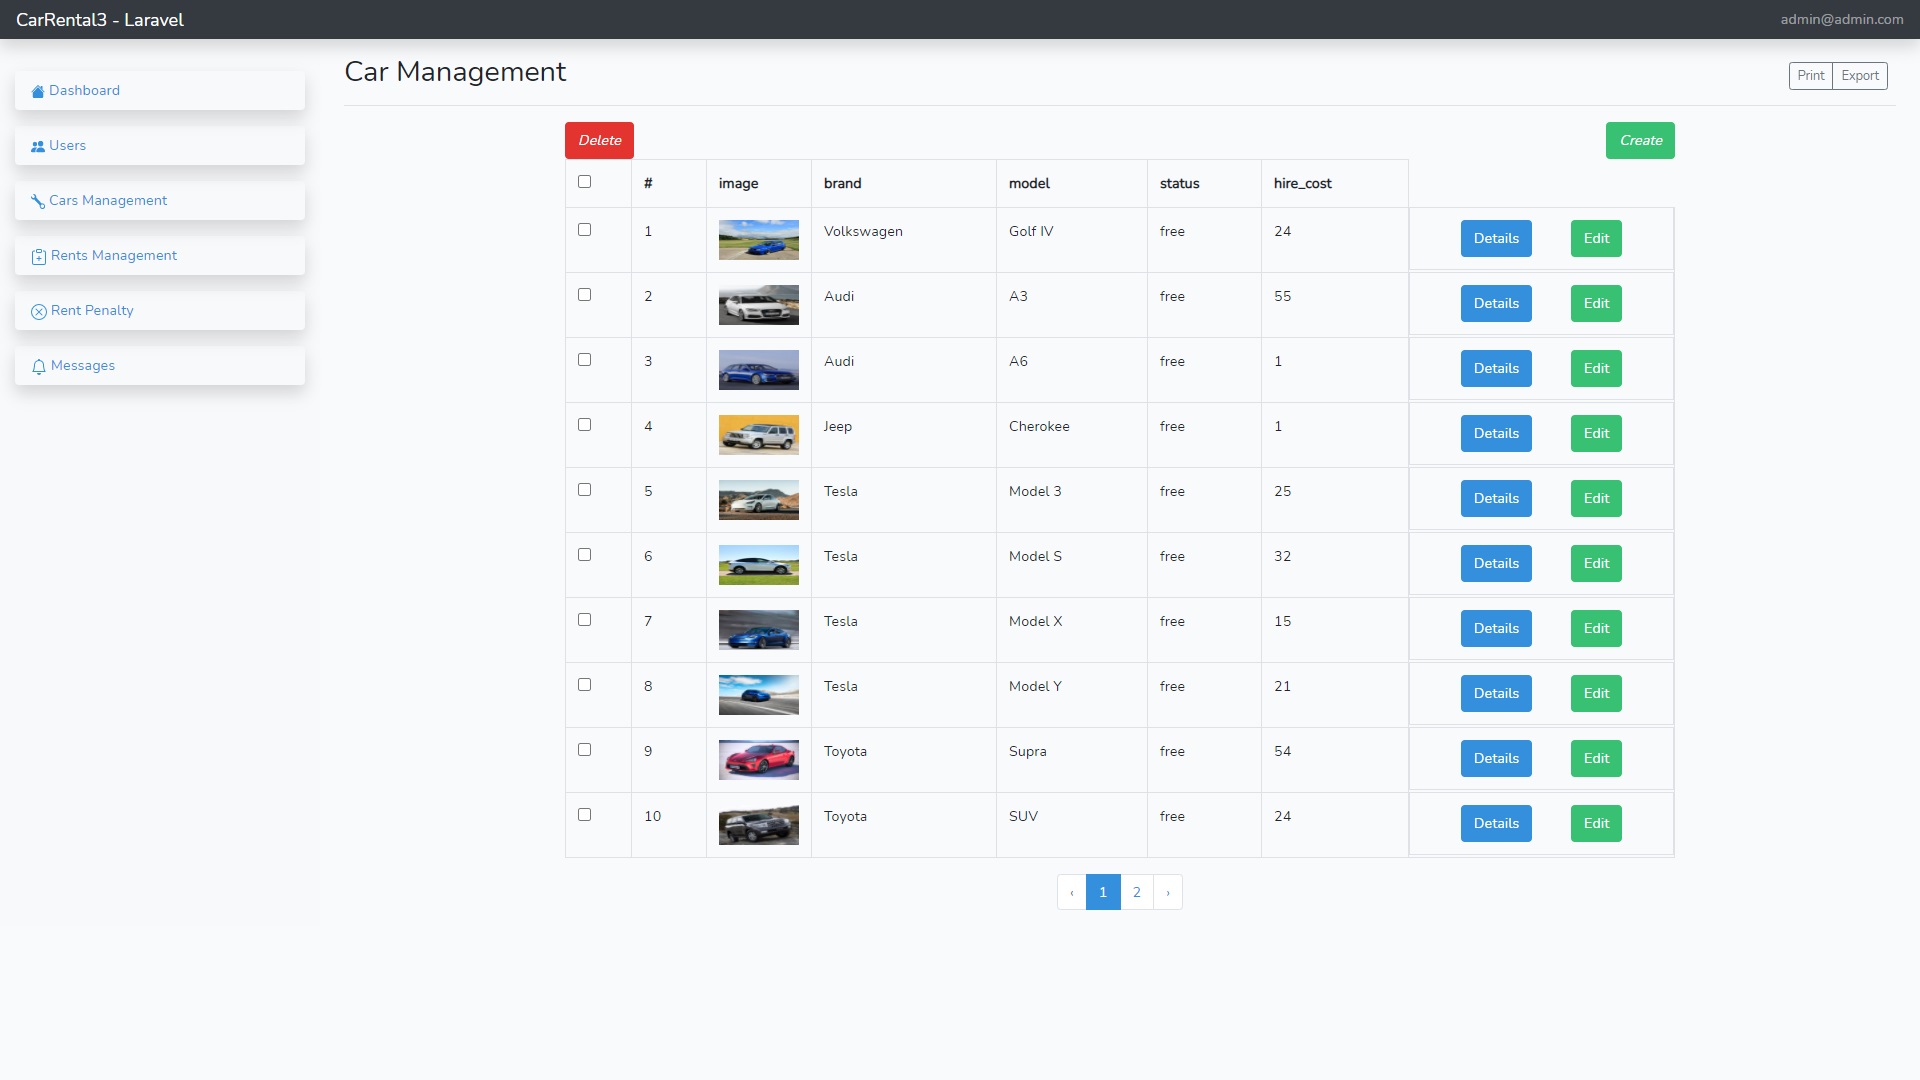 CarRental3 - Laravel admin@admin.com
Car Management Print Export
Dashboard
Users
Cars Management
Rents Management
Rent Penalty
Messages
Delete Create
# image brand model status hire_cost
1 Volkswagen Golf IV free 24 Details Edit
2 Audi A3 free 55 Details Edit
3 Audi A6 free 1 Details Edit
4 Jeep Cherokee free 1 Details Edit
5 Tesla Model 3 free 25 Details Edit
6 Tesla Model S free 32 Details Edit
7 Tesla Model X free 15 Details Edit
8 Tesla Model Y free 21 Details Edit
9 Toyota Supra free 54 Details Edit
10 Toyota SUV free 24 Details Edit
‹ 1 2 ›